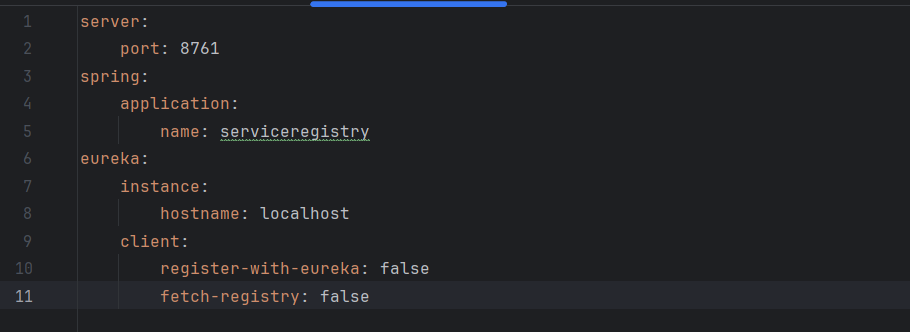 1 server:
2     port: 8761
3 spring:
4     application:
5         name: serviceregistry
6 eureka:
7     instance:
8         hostname: localhost
9     client:
10         register-with-eureka: false
11         fetch-registry: false